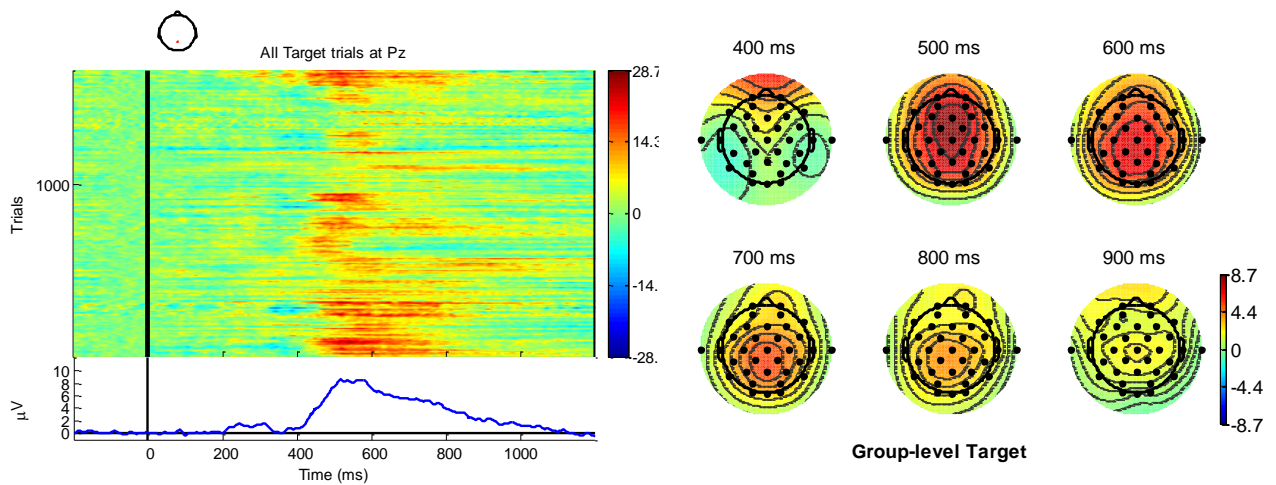 All Target trials at Pz
Trials
1000
28.7
14.3
0
-14.
-28.
μV
10
8
6
4
2
0
0 200 400 600 800 1000
Time (ms)
400 ms 500 ms 600 ms
700 ms 800 ms 900 ms
8.7
4.4
0
-4.4
-8.7
Group-level Target